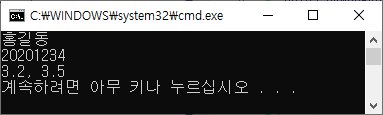 C:\WINDOWS\system32\cmd.exe
홍길동
20201234
3.2, 3.5
계속하려면 아무 키나 누르십시오 . . .